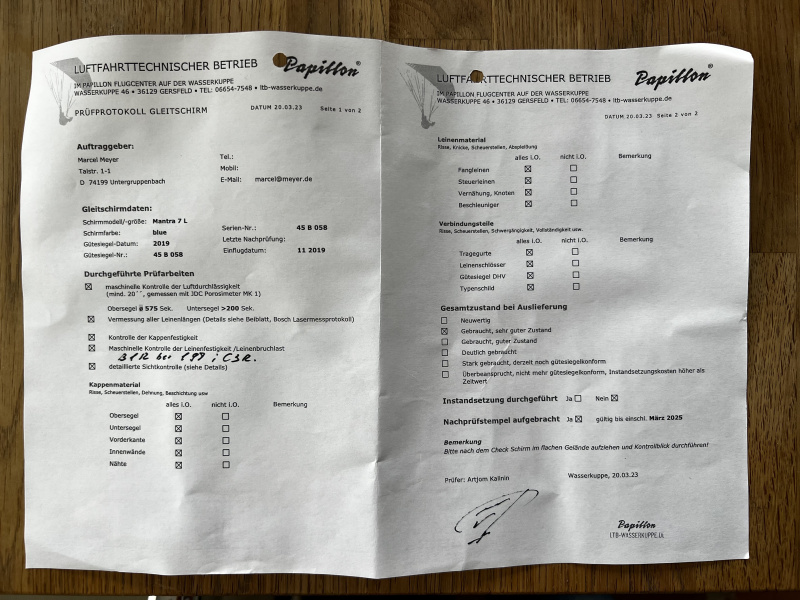 LUFTFAHRTTECHNISCHER BETRIEB Papillon®
IM PAPILLON FLUGCENTER AUF DER WASSERKUPPE
WASSERKUPPE 46 • 36129 GERSFELD • TEL: 06654-7548 • ltb-wasserkuppe.de
PRÜFPROTOKOLL GLEITSCHIRM DATUM 20.03.23 Seite 1 von 2
Auftraggeber:
Marcel Meyer Tel.:
Talstr. 1-1 Mobil:
D 74199 Untergruppenbach E-Mail: marcel@meyer.de
Gleitschirmdaten:
Schirmmodell/-größe: Mantra 7 L Serien-Nr.: 45 B 058
Schirmfarbe: blue Letzte Nachprüfung:
Gütesiegel-Datum: 2019 Einflugdatum: 11 2019
Gütesiegel-Nr.: 45 B 058
Durchgeführte Prüfarbeiten
☒ maschinelle Kontrolle der Luftdurchlässigkeit
(mind. 20´´, gemessen mit JDC Porosimeter MK 1)
Obersegel ø 575 Sek. Untersegel >200 Sek.
☒ Vermessung aller Leinenlängen (Details siehe Beiblatt, Bosch Lasermessprotokoll)
☒ Kontrolle der Kappenfestigkeit
☒ Maschinelle Kontrolle der Leinenfestigkeit /Leinenbruchlast
☒ detaillierte Sichtkontrolle (siehe Details)
Kappenmaterial
Risse, Scheuerstellen, Dehnung, Beschichtung usw
alles i.O. nicht i.O. Bemerkung
Obersegel ☒ ☐
Untersegel ☒ ☐
Vorderkante ☒ ☐
Innenwände ☒ ☐
Nähte ☒ ☐
LUFTFAHRTTECHNISCHER BETRIEB Papillon®
IM PAPILLON FLUGCENTER AUF DER WASSERKUPPE
WASSERKUPPE 46 • 36129 GERSFELD • TEL: 06654-7548 • ltb-wasserkuppe.de
DATUM 20.03.23 Seite 2 von 2
Leinenmaterial
Risse, Knicke, Scheuerstellen, Abspleißung
alles i.O. nicht i.O. Bemerkung
Fangleinen ☒ ☐
Steuerleinen ☒ ☐
Vernähung, Knoten ☒ ☐
Beschleuniger ☒ ☐
Verbindungsteile
Risse, Scheuerstellen, Schwergängigkeit, Vollständigkeit usw.
alles i.O. nicht i.O. Bemerkung
Tragegurte ☒ ☐
Leinenschlösser ☒ ☐
Gütesiegel DHV ☒ ☐
Typenschild ☒ ☐
Gesamtzustand bei Auslieferung
☐ Neuwertig
☒ Gebraucht, sehr guter Zustand
☐ Gebraucht, guter Zustand
☐ Deutlich gebraucht
☐ Stark gebraucht, derzeit noch gütesiegelkonform
☐ Überbeansprucht, nicht mehr gütesiegelkonform, Instandsetzungskosten höher als
Zeitwert
Instandsetzung durchgeführt Ja ☐ Nein ☒
Nachprüfstempel aufgebracht Ja ☒ gültig bis einschl. März 2025
Bemerkung
Bitte nach dem Check Schirm im flachen Gelände aufziehen und Kontrollblick durchführen!
Prüfer: Artjom Kalinin Wasserkuppe, 20.03.23
Papillon
LTB-WASSERKUPPE.DE